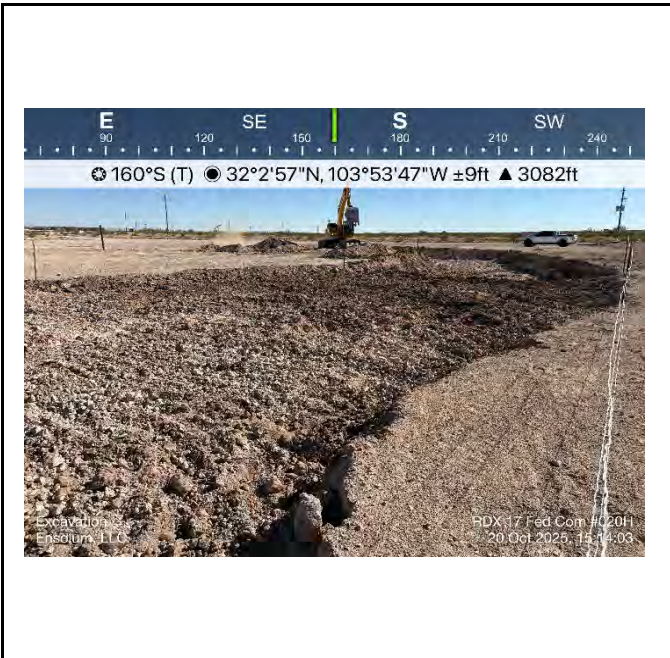 E SE S SW
90 120 150 180 210 240
160°S (T) 32°2'57"N, 103°53'47"W ±9ft ▲ 3082ft
Excavation
Ensolum, LLC
RDX 17 Fed Com #020H
20 Oct 2025, 15:14:03